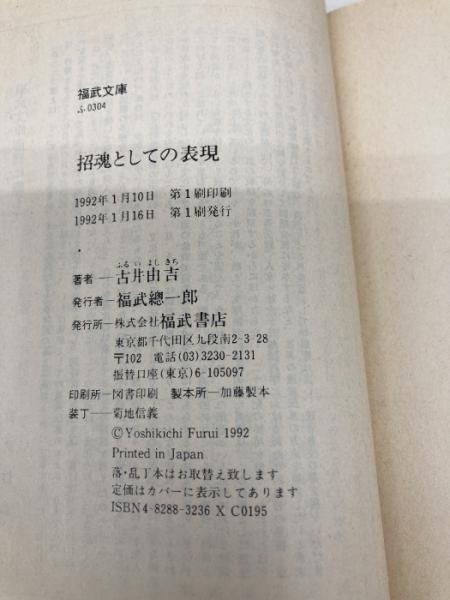 福武文庫
ふ0304
招魂としての表現
1992年1月10日 第1刷印刷
1992年1月16日 第1刷発行
ふる い よし きち
著者―古井由吉
発行者―福武總一郎
発行所―株式会社福武書店
東京都千代田区九段南2-3-28
〒102 電話(03)3230-2131
振替口座(東京)6-105097
印刷所―図書印刷 製本所―加藤製本
装丁―菊地信義
©Yoshikichi Furui 1992
Printed in Japan
落・乱丁本はお取替え致します
定価はカバーに表示してあります
ISBN4-8288-3236 X C0195